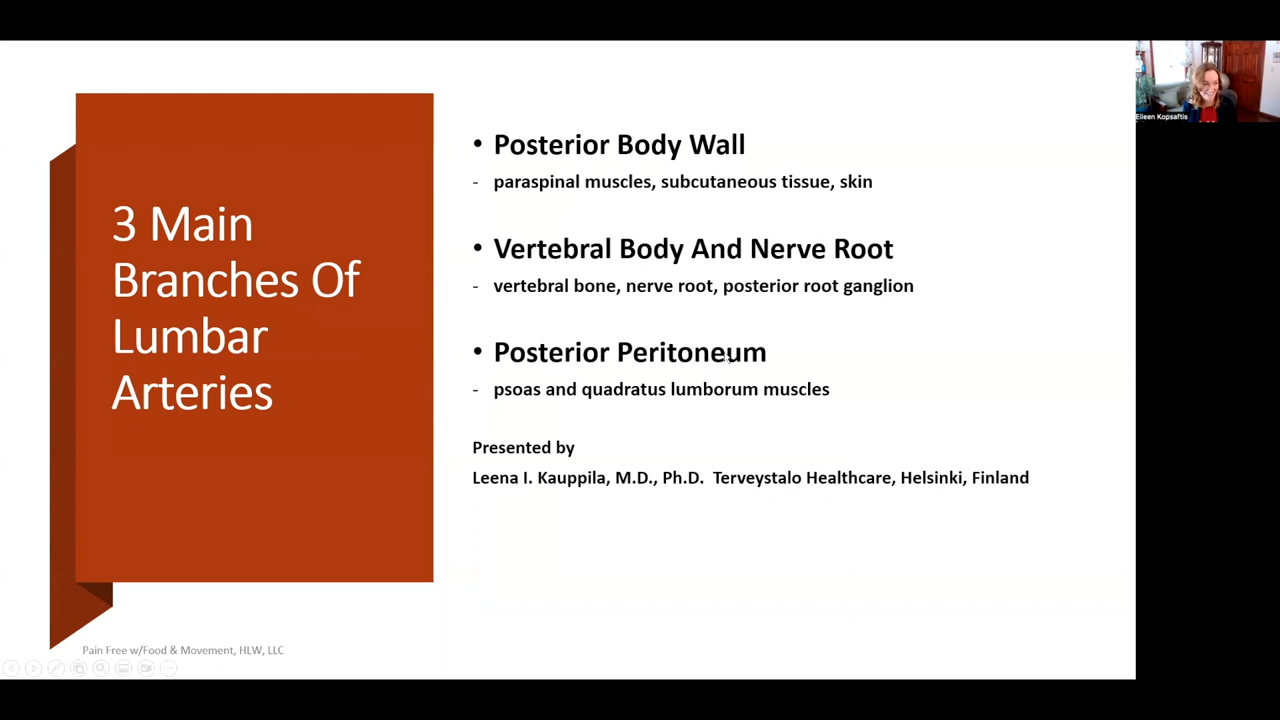 3 Main
Branches Of
Lumbar
Arteries
• Posterior Body Wall
- paraspinal muscles, subcutaneous tissue, skin
• Vertebral Body And Nerve Root
- vertebral bone, nerve root, posterior root ganglion
• Posterior Peritoneum
- psoas and quadratus lumborum muscles
Presented by
Leena I. Kauppila, M.D., Ph.D. Terveystalo Healthcare, Helsinki, Finland
Pain Free w/Food & Movement, HLW, LLC
Eileen Kopsaftis